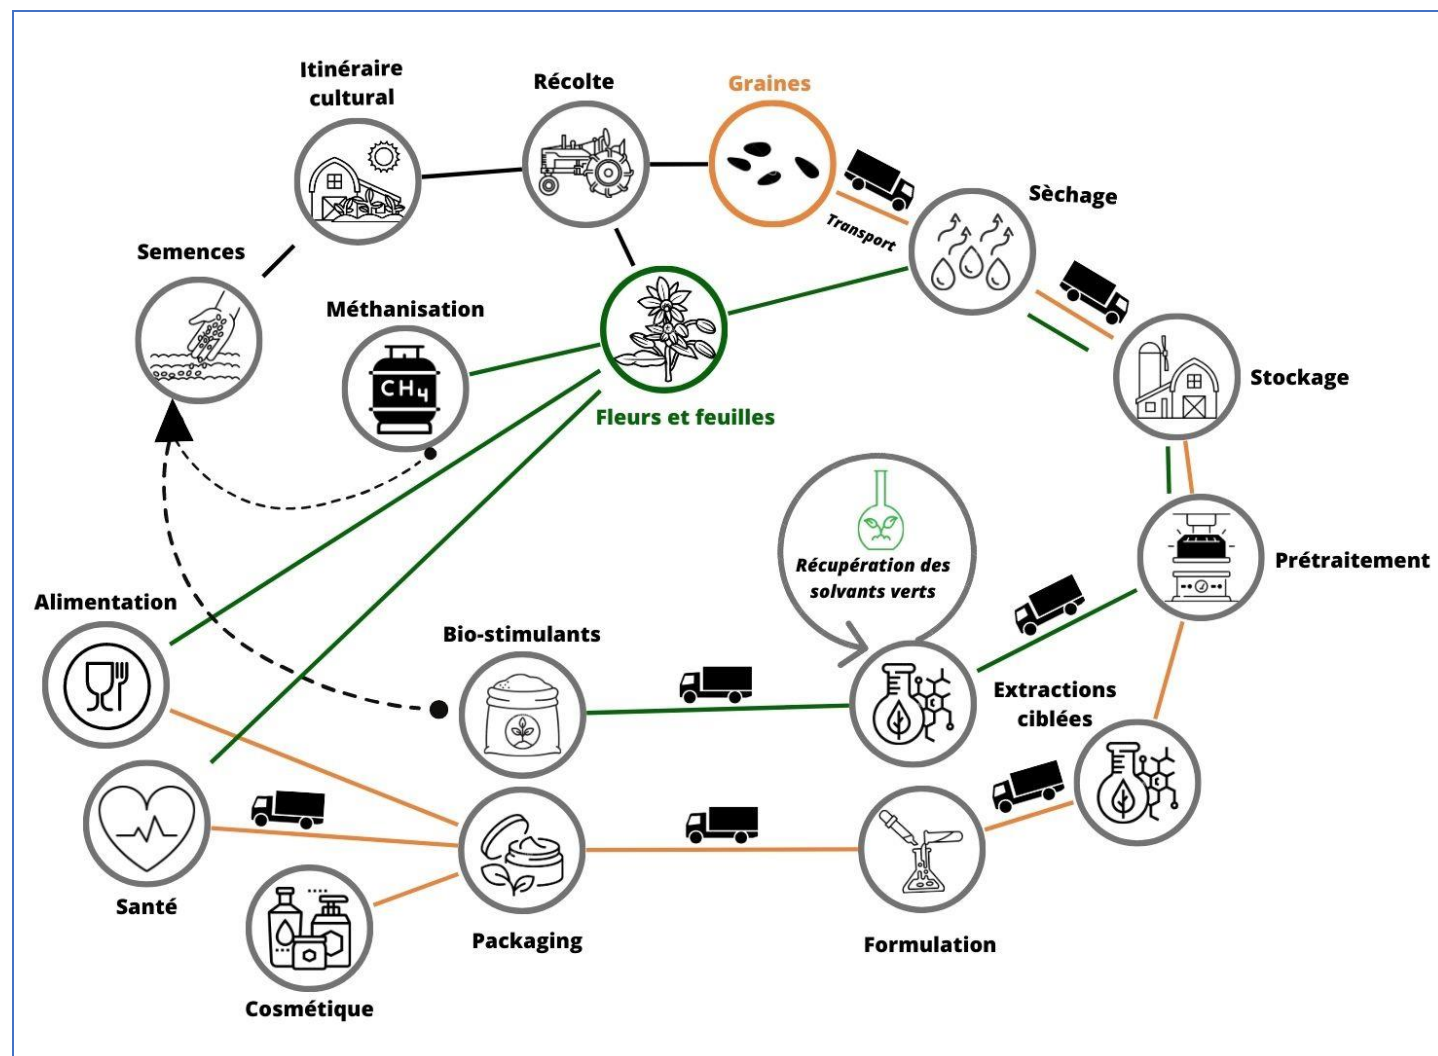 Itinéraire
cultural
Récolte
Graines
Transport
Sèchage
Semences
Méthanisation
CH4
Fleurs et feuilles
Stockage
Récupération des
solvants verts
Prétraitement
Alimentation
Bio-stimulants
Extractions
ciblées
Santé
Packaging
Formulation
Cosmétique